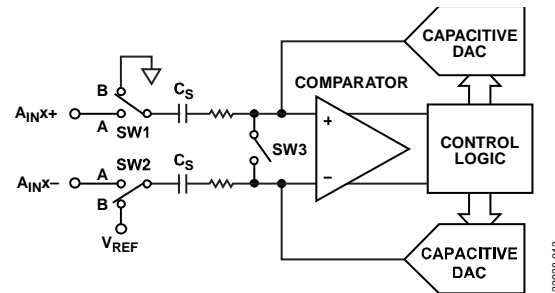 CAPACITIVE
DAC
B
CS
COMPARATOR
AINX+
A
SW1
+
SW3
CONTROL
LOGIC
SW2
CS
AINX–
A
–
B
VREF
CAPACITIVE
DAC